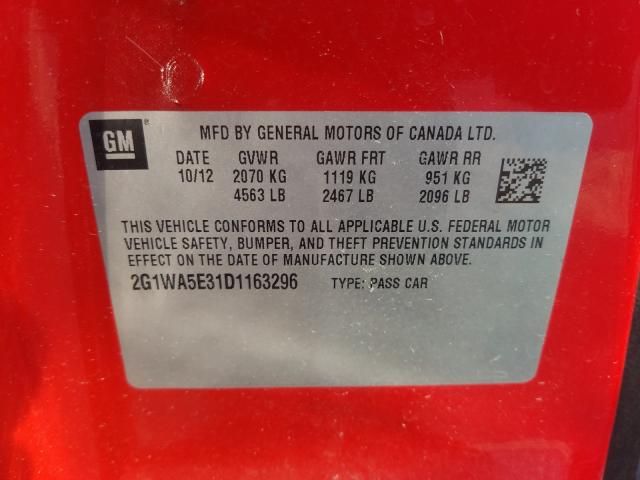 GM ®
MFD BY GENERAL MOTORS OF CANADA LTD.
DATE GVWR GAWR FRT GAWR RR
10/12 2070 KG 1119 KG 951 KG
4563 LB 2467 LB 2096 LB
THIS VEHICLE CONFORMS TO ALL APPLICABLE U.S. FEDERAL MOTOR
VEHICLE SAFETY, BUMPER, AND THEFT PREVENTION STANDARDS IN
EFFECT ON THE DATE OF MANUFACTURE SHOWN ABOVE.
2G1WA5E31D1163296 TYPE: PASS CAR